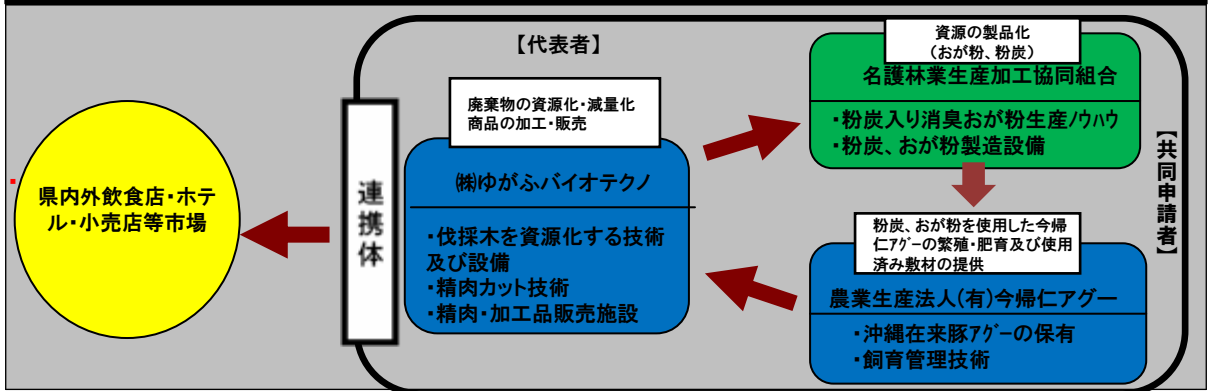 【代表者】
資源の製品化
(おが粉、粉炭)
名護林業生産加工協同組合
・粉炭入り消臭おが粉生産ﾉｳﾊｳ
・粉炭、おが粉製造設備
廃棄物の資源化・減量化
商品の加工・販売
㈱ゆがふバイオテクノ
・伐採木を資源化する技術
及び設備
・精肉カット技術
・精肉・加工品販売施設
連携体
県内外飲食店・ホテ
ル・小売店等市場
粉炭、おが粉を使用した今帰
仁ｱｸﾞｰの繁殖・肥育及び使用
済み敷材の提供
農業生産法人(有)今帰仁アグー
・沖縄在来豚ｱｸﾞｰの保有
・飼育管理技術
【共同申請者】